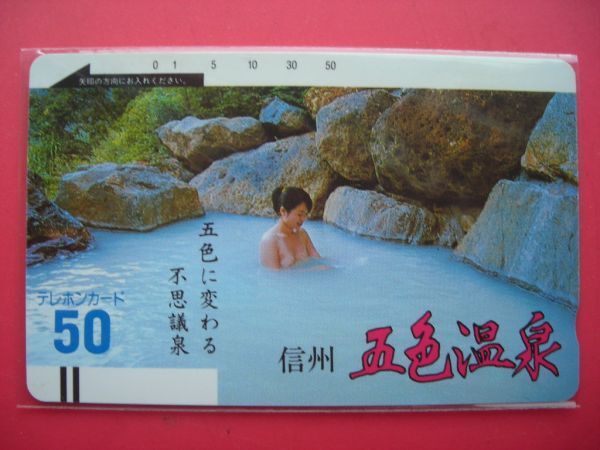 0 1 5 10 30 50
矢印の方向にお入れください。
五色に変わる
不思議泉
テレホンカード
50
信州 五色温泉